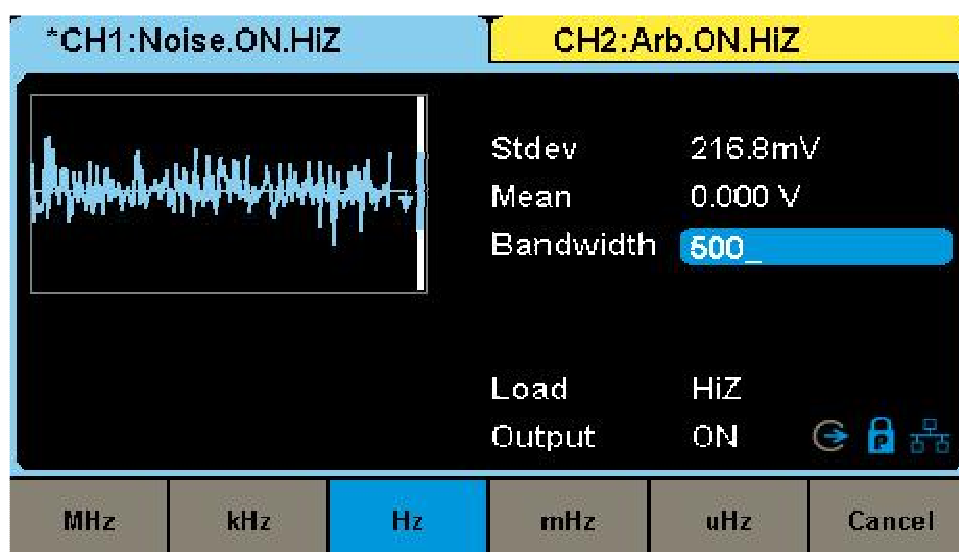 *CH1:Noise.ON.HiZ CH2:Arb.ON.HiZ
Stdev 216.8mV
Mean 0.000 V
Bandwidth 500_
Load HiZ
Output ON
MHz kHz Hz mHz uHz Cancel